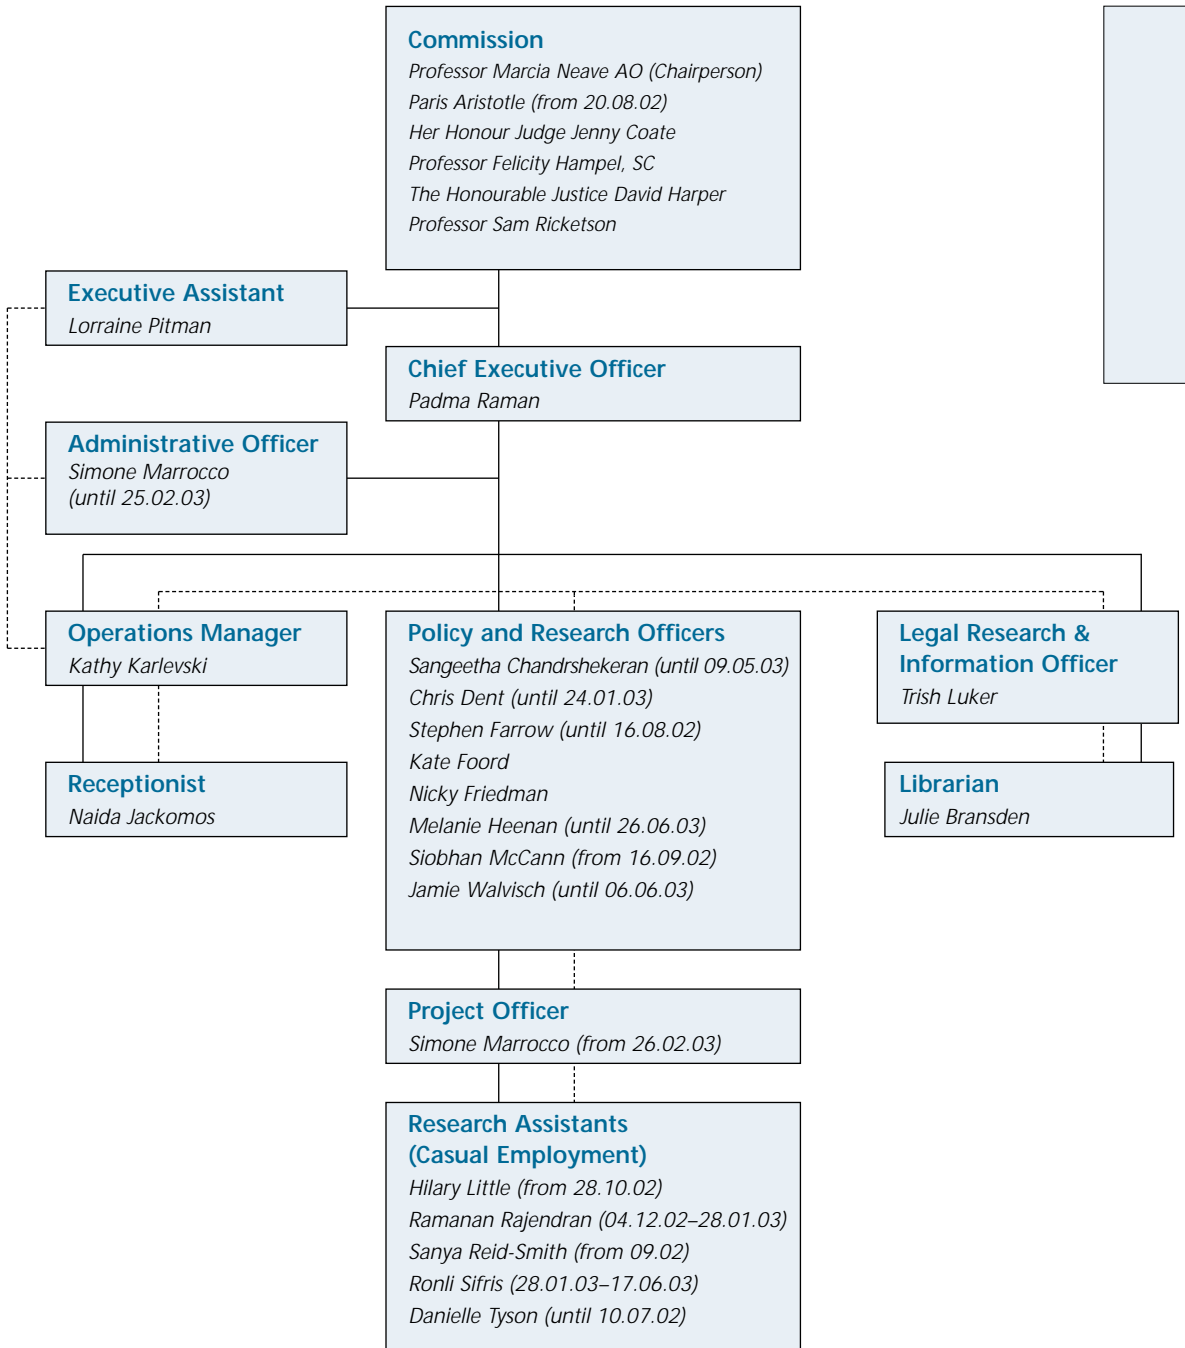 Commission
Professor Marcia Neave AO (Chairperson)
Paris Aristotle (from 20.08.02)
Her Honour Judge Jenny Coate
Professor Felicity Hampel, SC
The Honourable Justice David Harper
Professor Sam Ricketson
Executive Assistant
Lorraine Pitman
Chief Executive Officer
Padma Raman
Administrative Officer
Simone Marrocco
(until 25.02.03)
Operations Manager
Kathy Karlevski
Policy and Research Officers
Sangeetha Chandrshekeran (until 09.05.03)
Chris Dent (until 24.01.03)
Stephen Farrow (until 16.08.02)
Kate Foord
Nicky Friedman
Melanie Heenan (until 26.06.03)
Siobhan McCann (from 16.09.02)
Jamie Walvisch (until 06.06.03)
Legal Research &
Information Officer
Trish Luker
Receptionist
Naida Jackomos
Librarian
Julie Bransden
Project Officer
Simone Marrocco (from 26.02.03)
Research Assistants
(Casual Employment)
Hilary Little (from 28.10.02)
Ramanan Rajendran (04.12.02–28.01.03)
Sanya Reid-Smith (from 09.02)
Ronli Sifris (28.01.03–17.06.03)
Danielle Tyson (until 10.07.02)